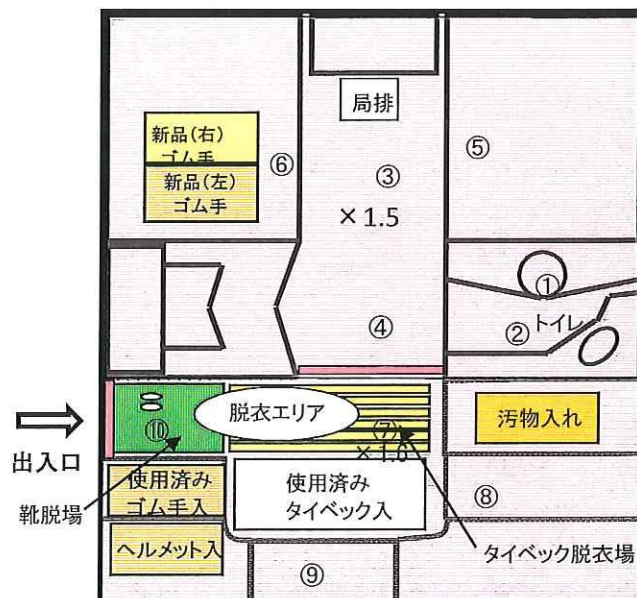 局排
新品(右)
ゴム手
新品(左)
ゴム手
⑥
③
⑤
×1.5
①
④
②
トイレ
脱衣エリア
⑩
⑦
×1.0
汚物入れ
出入口
靴脱場
使用済み
ゴム手入
使用済み
タイベック入
⑧
ヘルメット入
タイベック脱衣場
⑨